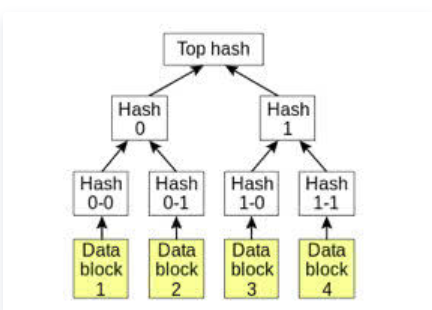 Top hash
Hash
0
Hash
1
Hash
0-0
Hash
0-1
Hash
1-0
Hash
1-1
Data
block
1
Data
block
2
Data
block
3
Data
block
4